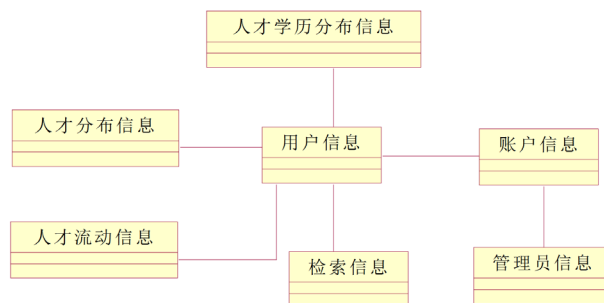 人才学历分布信息
人才分布信息
用户信息
账户信息
人才流动信息
检索信息
管理员信息